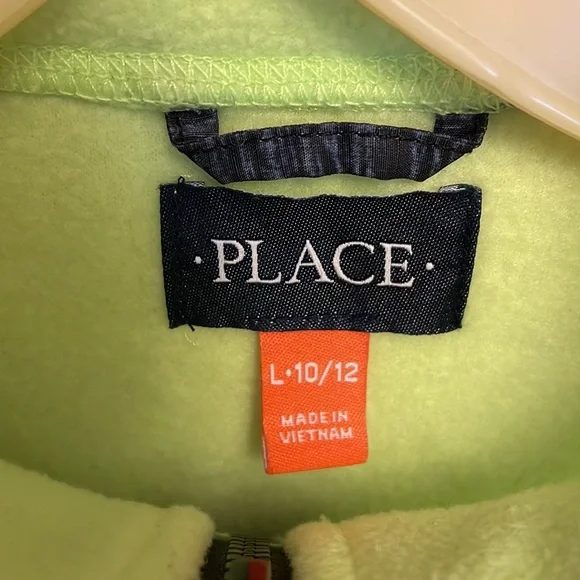 ·PLACE·
L·10/12
MADE IN
VIETNAM